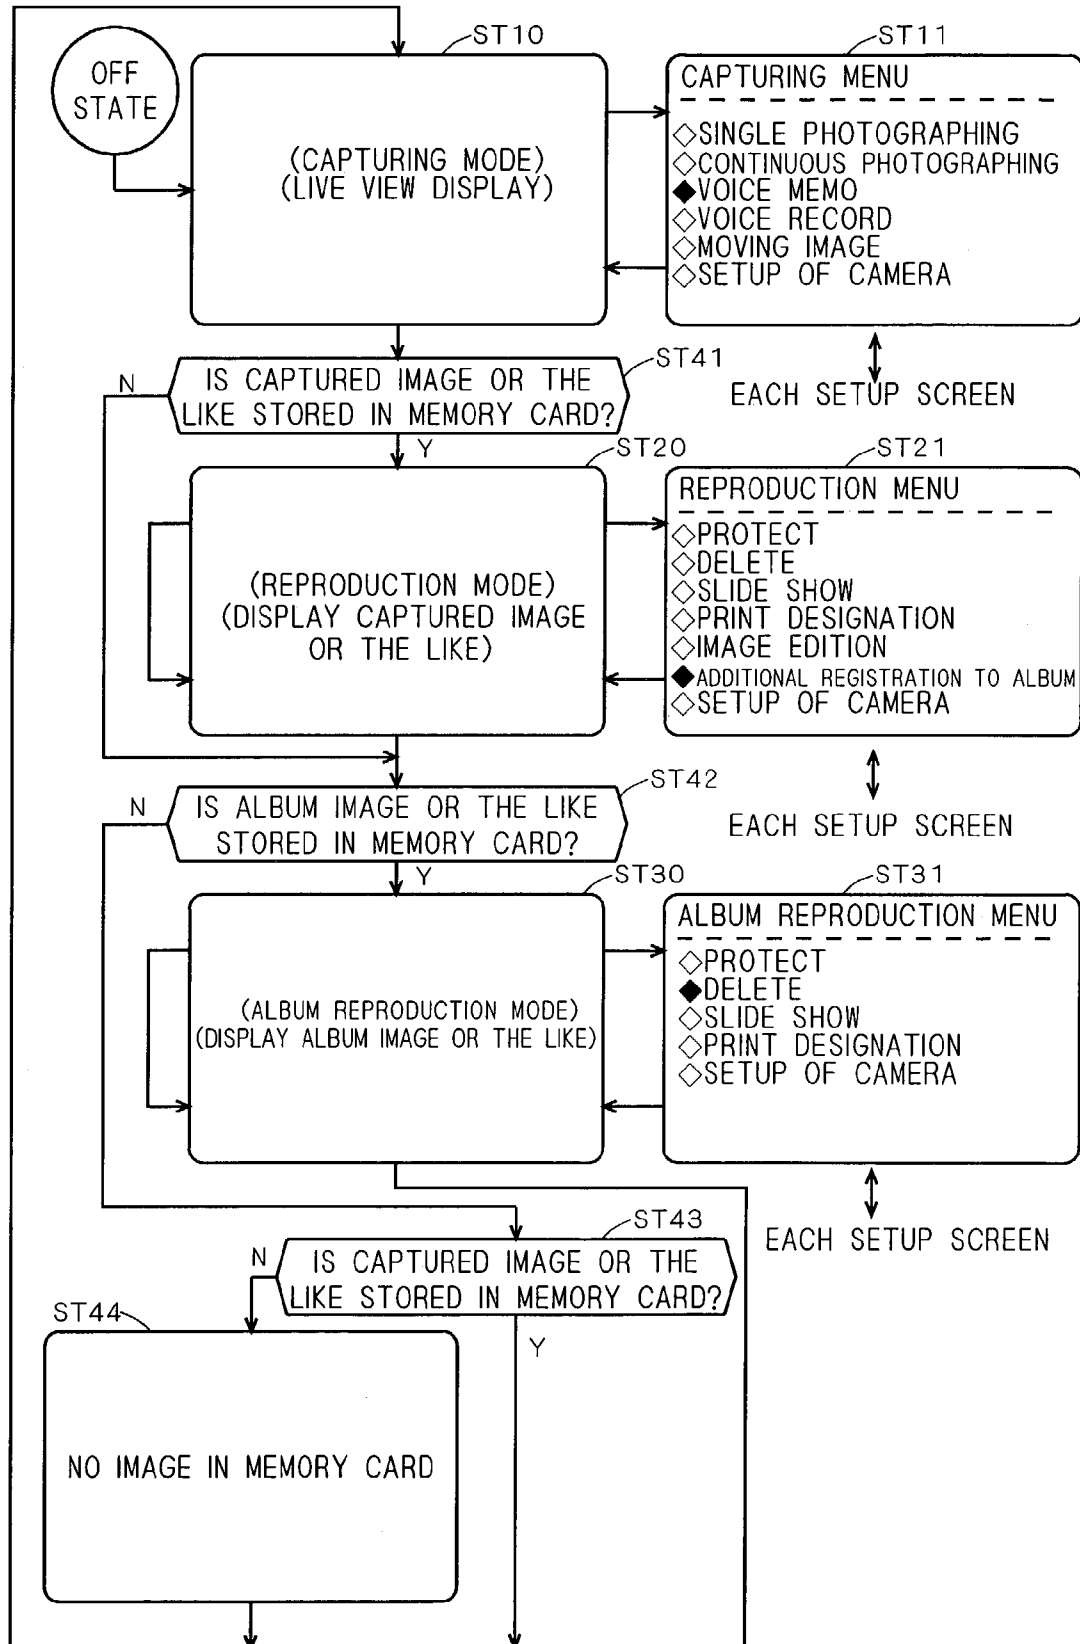 ST10
ST11
OFF
STATE
(CAPTURING MODE)
(LIVE VIEW DISPLAY)
CAPTURING MENU
◇SINGLE PHOTOGRAPHING
◇CONTINUOUS PHOTOGRAPHING
◆VOICE MEMO
◇VOICE RECORD
◇MOVING IMAGE
◇SETUP OF CAMERA
EACH SETUP SCREEN
ST41
N
IS CAPTURED IMAGE OR THE
LIKE STORED IN MEMORY CARD?
Y
ST20
ST21
(REPRODUCTION MODE)
(DISPLAY CAPTURED IMAGE
OR THE LIKE)
REPRODUCTION MENU
◇PROTECT
◇DELETE
◇SLIDE SHOW
◇PRINT DESIGNATION
◇IMAGE EDITION
◆ADDITIONAL REGISTRATION TO ALBUM
◇SETUP OF CAMERA
EACH SETUP SCREEN
ST42
N
IS ALBUM IMAGE OR THE LIKE
STORED IN MEMORY CARD?
Y
ST30
ST31
(ALBUM REPRODUCTION MODE)
(DISPLAY ALBUM IMAGE OR THE LIKE)
ALBUM REPRODUCTION MENU
◇PROTECT
◆DELETE
◇SLIDE SHOW
◇PRINT DESIGNATION
◇SETUP OF CAMERA
EACH SETUP SCREEN
ST43
N
IS CAPTURED IMAGE OR THE
LIKE STORED IN MEMORY CARD?
Y
ST44
NO IMAGE IN MEMORY CARD